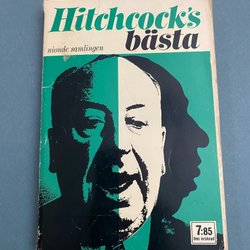 Hitchcock's
bästa
nionde samlingen
7:85